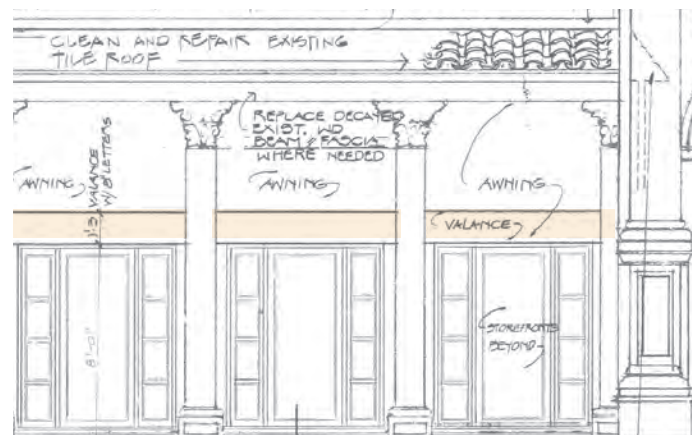 CLEAN AND REPAIR EXISTING
TILE ROOF
REPLACE DECAYED
EXIST. WD
BEAM & FASCIA
WHERE NEEDED
AWNING
VALANCE
W/ 8" LETTERS
AWNING
AWNING
VALANCE
8'-0"
STOREFRONTS
BEYOND